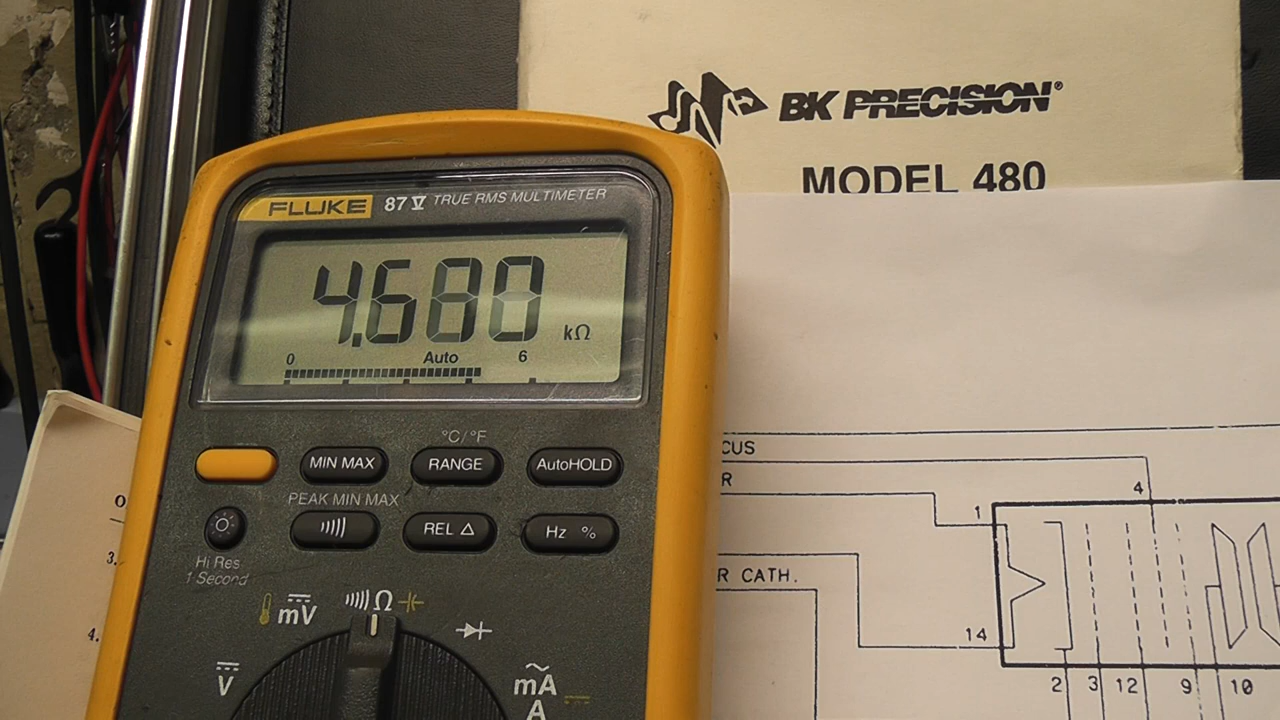 BK PRECISION®
MODEL 480
FLUKE 87 V TRUE RMS MULTIMETER
4.680 kΩ
0 Auto 6
°C/°F
MIN MAX RANGE AutoHOLD
PEAK MIN MAX
REL Δ Hz %
Hi Res
1 Second
mV Ω
V mA
A
O
3.
4.
CUS
R
R CATH.
4
1
14
2 3 12 9 10